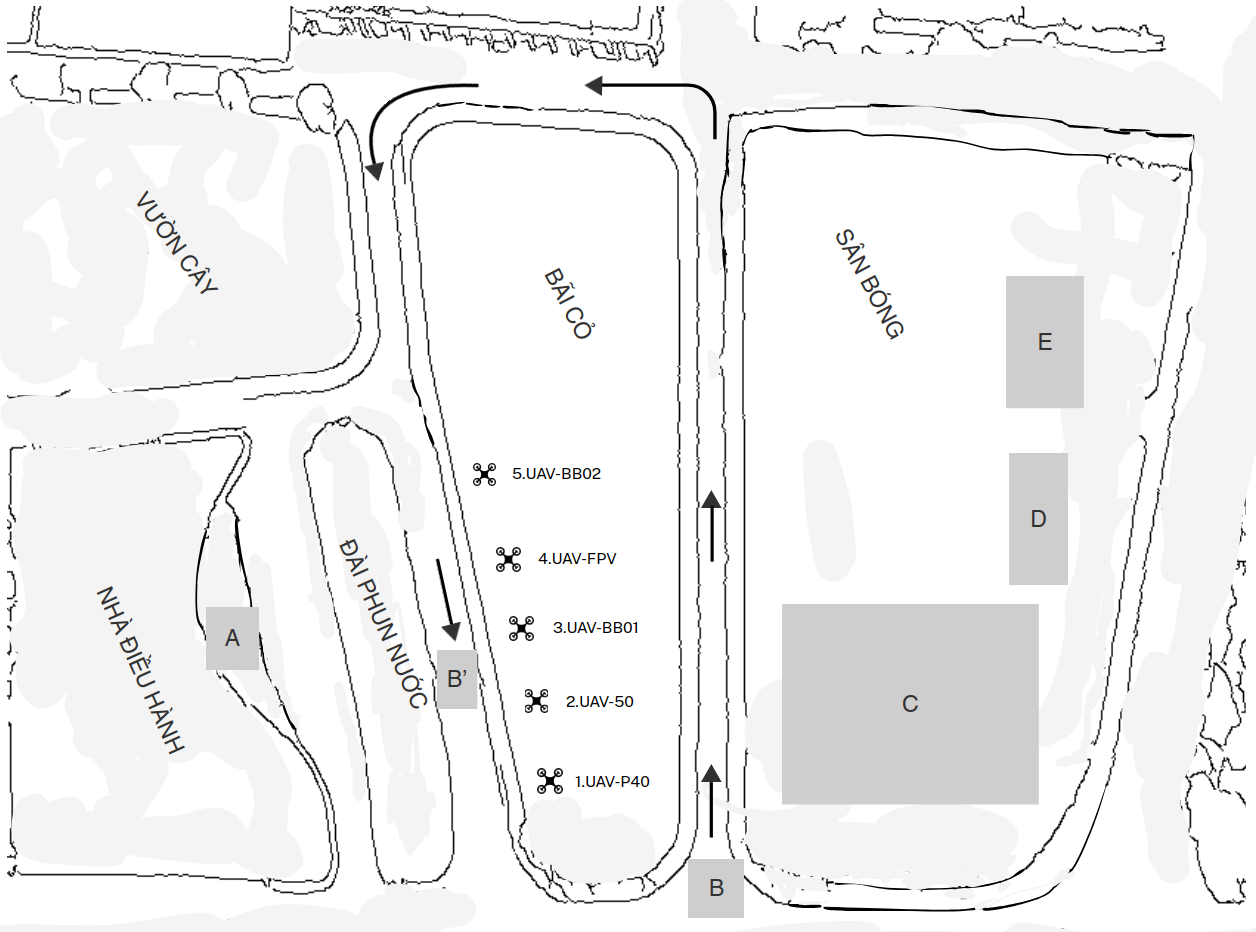 VƯỜN CÂY
BÃI CỎ
SÂN BÓNG
E
5.UAV-BB02
D
4.UAV-FPV
ĐÀI PHUN NƯỚC
3.UAV-BB01
NHÀ ĐIỀU HÀNH
A
B’
2.UAV-50
C
1.UAV-P40
B